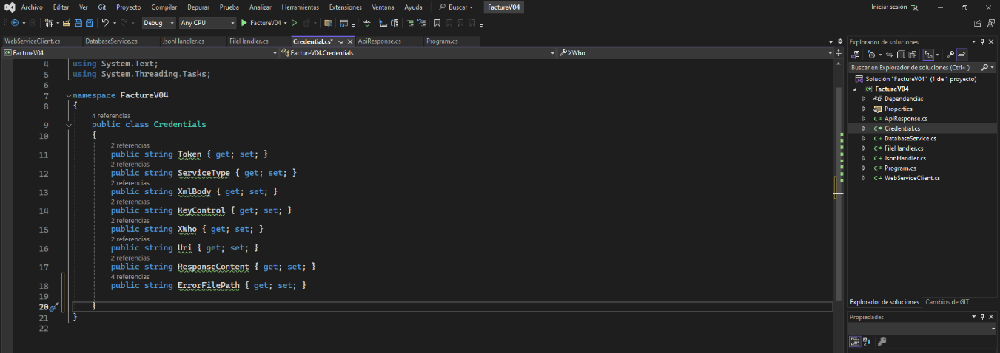 Archivo Editar Ver Git Proyecto Compilar Depurar Prueba Analizar Herramientas Extensiones Ventana Ayuda Buscar FactureV04 Iniciar sesión
Debug Any CPU FactureV04
WebServiceClient.cs DatabaseService.cs JsonHandler.cs FileHandler.cs Credential.cs* ApiResponse.cs Program.cs
FactureV04 FactureV04.Credentials XWho
4 using System.Text;
5 using System.Threading.Tasks;
6
7 namespace FactureV04
8 {
4 referencias
9 public class Credentials
10 {
2 referencias
11 public string Token { get; set; }
2 referencias
12 public string ServiceType { get; set; }
2 referencias
13 public string XmlBody { get; set; }
2 referencias
14 public string KeyControl { get; set; }
2 referencias
15 public string XWho { get; set; }
2 referencias
16 public string Uri { get; set; }
2 referencias
17 public string ResponseContent { get; set; }
4 referencias
18 public string ErrorFilePath { get; set; }
19
20 }
21 }
22
Explorador de soluciones
Buscar en Explorador de soluciones (Ctrl+´)
Solución "FactureV04" (1 de 1 proyecto)
C# FactureV04
Dependencias
Properties
C# ApiResponse.cs
C# Credential.cs
C# DatabaseService.cs
C# FileHandler.cs
C# JsonHandler.cs
C# Program.cs
C# WebServiceClient.cs
Explorador de soluciones Cambios de GIT
Propiedades